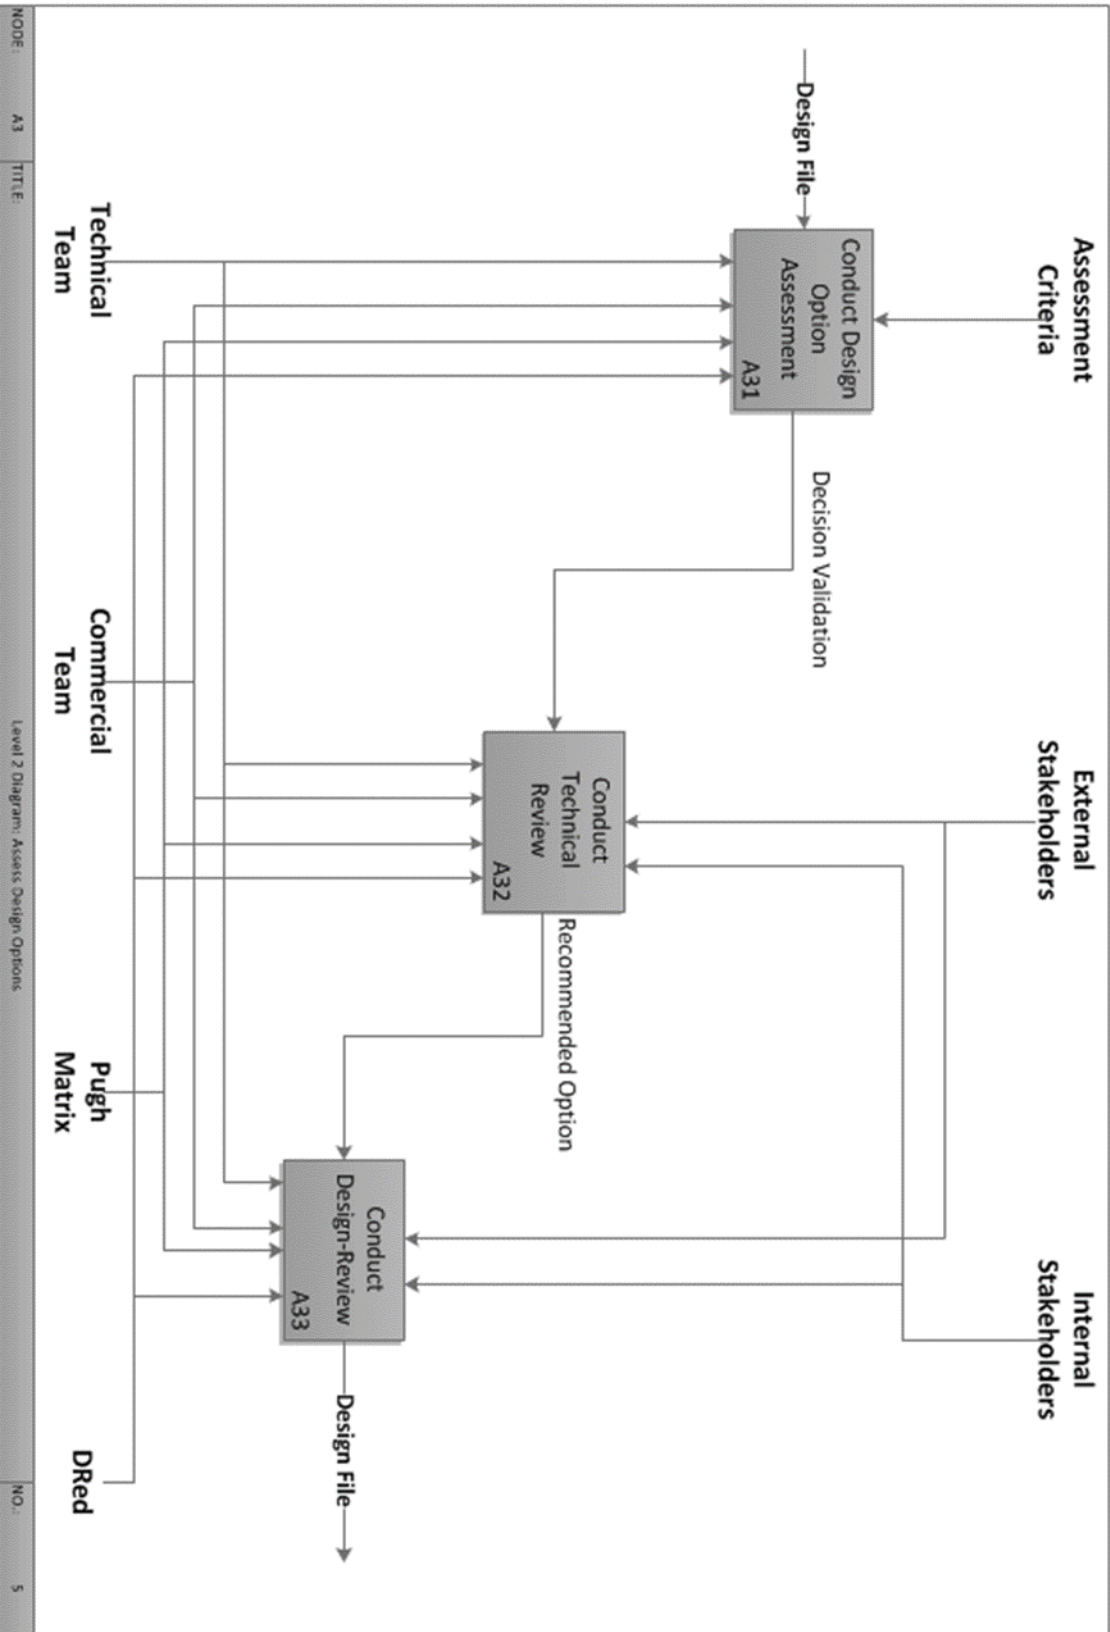 Assessment
Criteria
External
Stakeholders
Internal
Stakeholders
Design File
Conduct Design
Option
Assessment
A31
Decision Validation
Conduct
Technical
Review
A32
Recommended Option
Conduct
Design-Review
A33
Design File
Technical
Team
Commercial
Team
Pugh
Matrix
DRed
NODE:
A3
TITLE:
Level 2 Diagram: Assess Design Options
NO.:
5